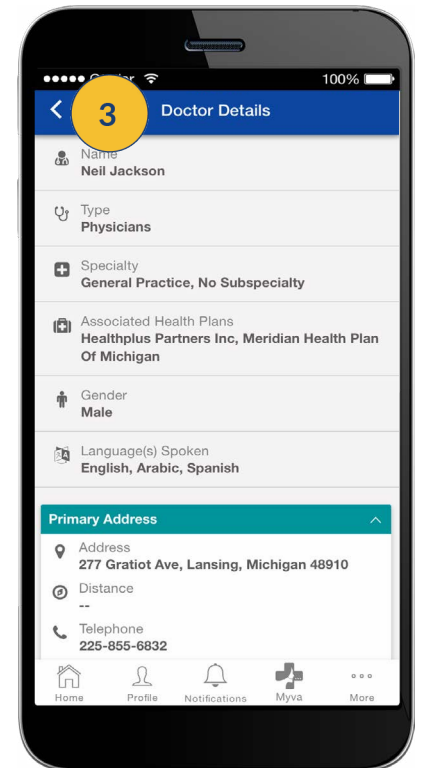 100%
3
Doctor Details
Name
Neil Jackson
Type
Physicians
Specialty
General Practice, No Subspecialty
Associated Health Plans
Healthplus Partners Inc, Meridian Health Plan
Of Michigan
Gender
Male
Language(s) Spoken
English, Arabic, Spanish
Primary Address
Address
277 Gratiot Ave, Lansing, Michigan 48910
Distance
--
Telephone
225-855-6832
Home Profile Notifications Myva More